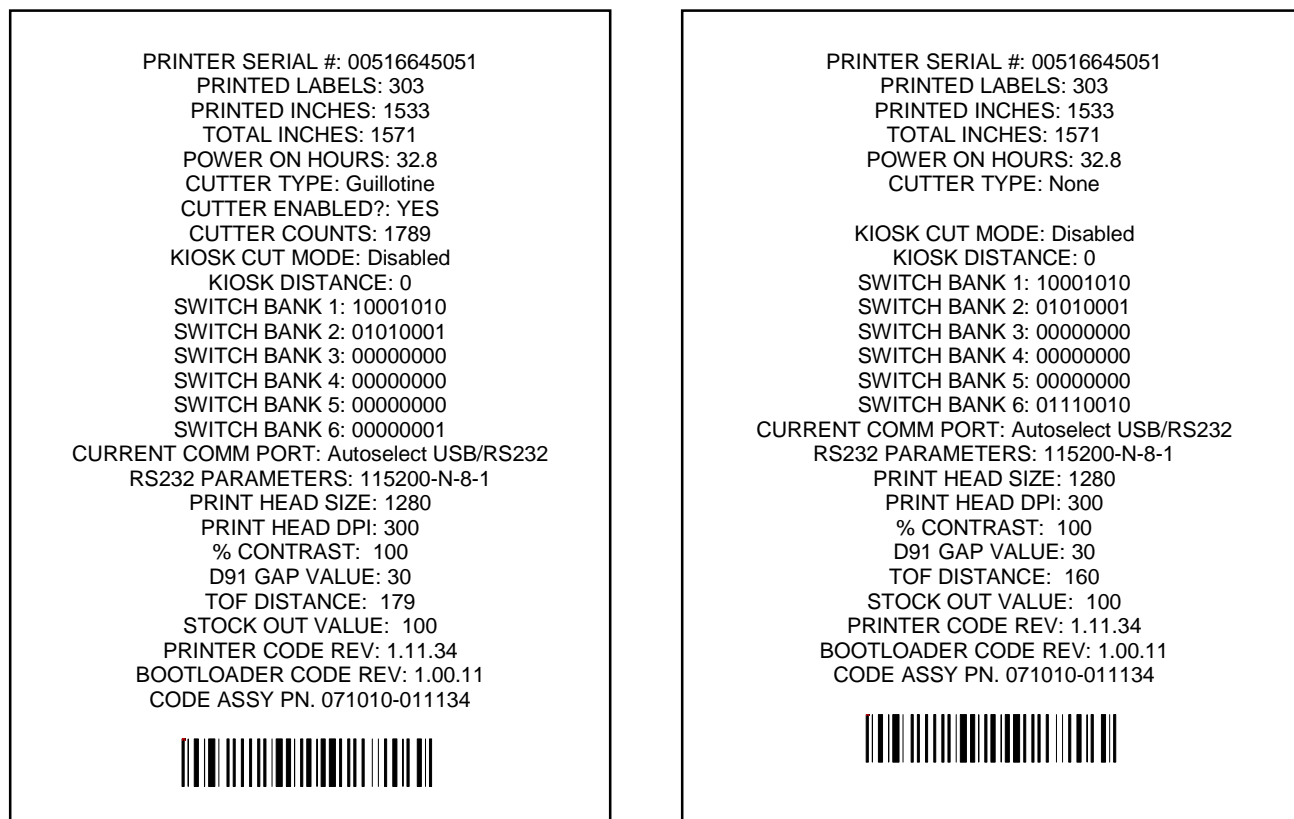 PRINTER SERIAL #: 00516645051
PRINTED LABELS: 303
PRINTED INCHES: 1533
TOTAL INCHES: 1571
POWER ON HOURS: 32.8
CUTTER TYPE: Guillotine
CUTTER ENABLED?: YES
CUTTER COUNTS: 1789
KIOSK CUT MODE: Disabled
KIOSK DISTANCE: 0
SWITCH BANK 1: 10001010
SWITCH BANK 2: 01010001
SWITCH BANK 3: 00000000
SWITCH BANK 4: 00000000
SWITCH BANK 5: 00000000
SWITCH BANK 6: 00000001
CURRENT COMM PORT: Autoselect USB/RS232
RS232 PARAMETERS: 115200-N-8-1
PRINT HEAD SIZE: 1280
PRINT HEAD DPI: 300
% CONTRAST: 100
D91 GAP VALUE: 30
TOF DISTANCE: 179
STOCK OUT VALUE: 100
PRINTER CODE REV: 1.11.34
BOOTLOADER CODE REV: 1.00.11
CODE ASSY PN. 071010-011134
PRINTER SERIAL #: 00516645051
PRINTED LABELS: 303
PRINTED INCHES: 1533
TOTAL INCHES: 1571
POWER ON HOURS: 32.8
CUTTER TYPE: None
KIOSK CUT MODE: Disabled
KIOSK DISTANCE: 0
SWITCH BANK 1: 10001010
SWITCH BANK 2: 01010001
SWITCH BANK 3: 00000000
SWITCH BANK 4: 00000000
SWITCH BANK 5: 00000000
SWITCH BANK 6: 01110010
CURRENT COMM PORT: Autoselect USB/RS232
RS232 PARAMETERS: 115200-N-8-1
PRINT HEAD SIZE: 1280
PRINT HEAD DPI: 300
% CONTRAST: 100
D91 GAP VALUE: 30
TOF DISTANCE: 160
STOCK OUT VALUE: 100
PRINTER CODE REV: 1.11.34
BOOTLOADER CODE REV: 1.00.11
CODE ASSY PN. 071010-011134